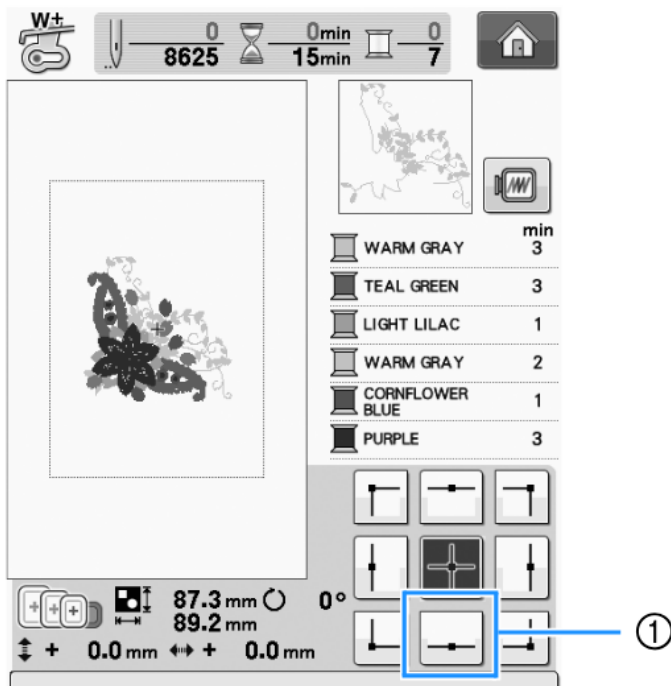 W+
0
8625
0min
15min
0
7
min
WARM GRAY 3
TEAL GREEN 3
LIGHT LILAC 1
WARM GRAY 2
CORNFLOWER
BLUE 1
PURPLE 3
87.3 mm 0°
89.2 mm
+ 0.0 mm + 0.0 mm
①